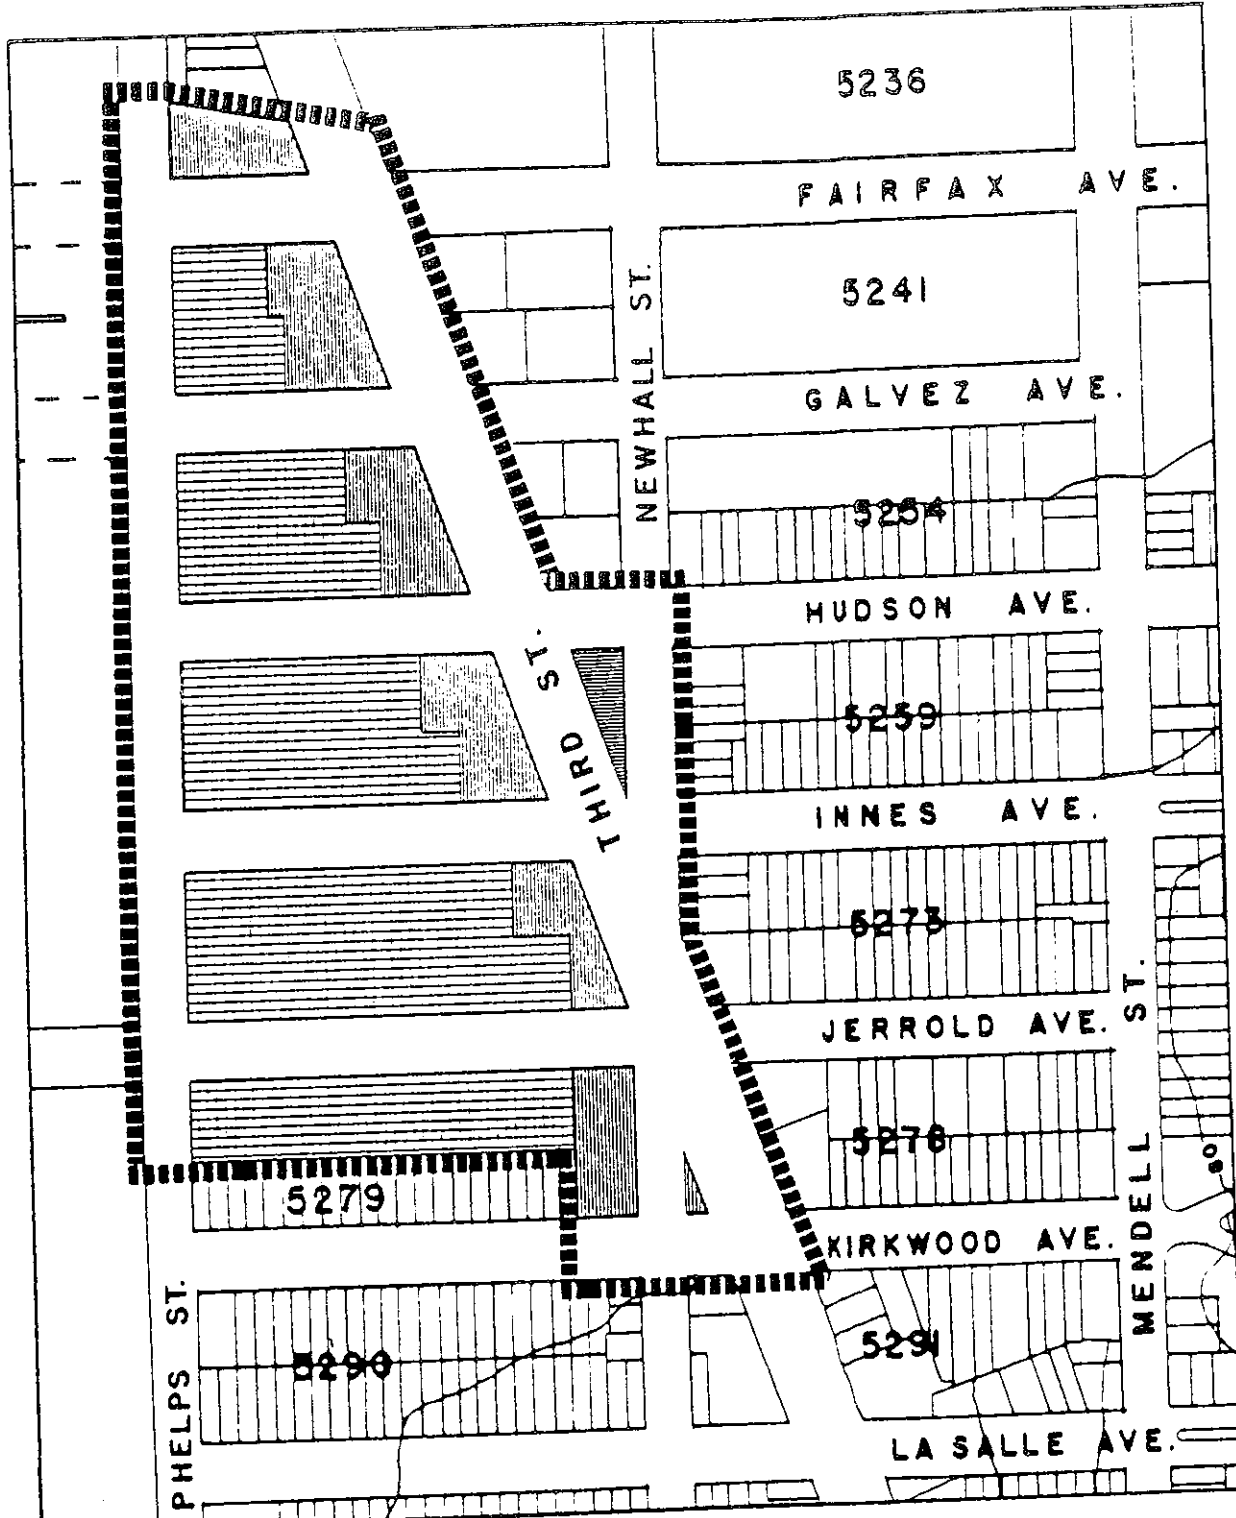 5236
FAIRFAX AVE.
5241
NEWHALL ST.
GALVEZ AVE.
5254
HUDSON AVE.
THIRD ST.
5259
INNES AVE.
5273
JERROLD AVE.
5278
5279
KIRKWOOD AVE.
MENDELL ST.
80
PHELPS ST.
5290
5291
LA SALLE AVE.